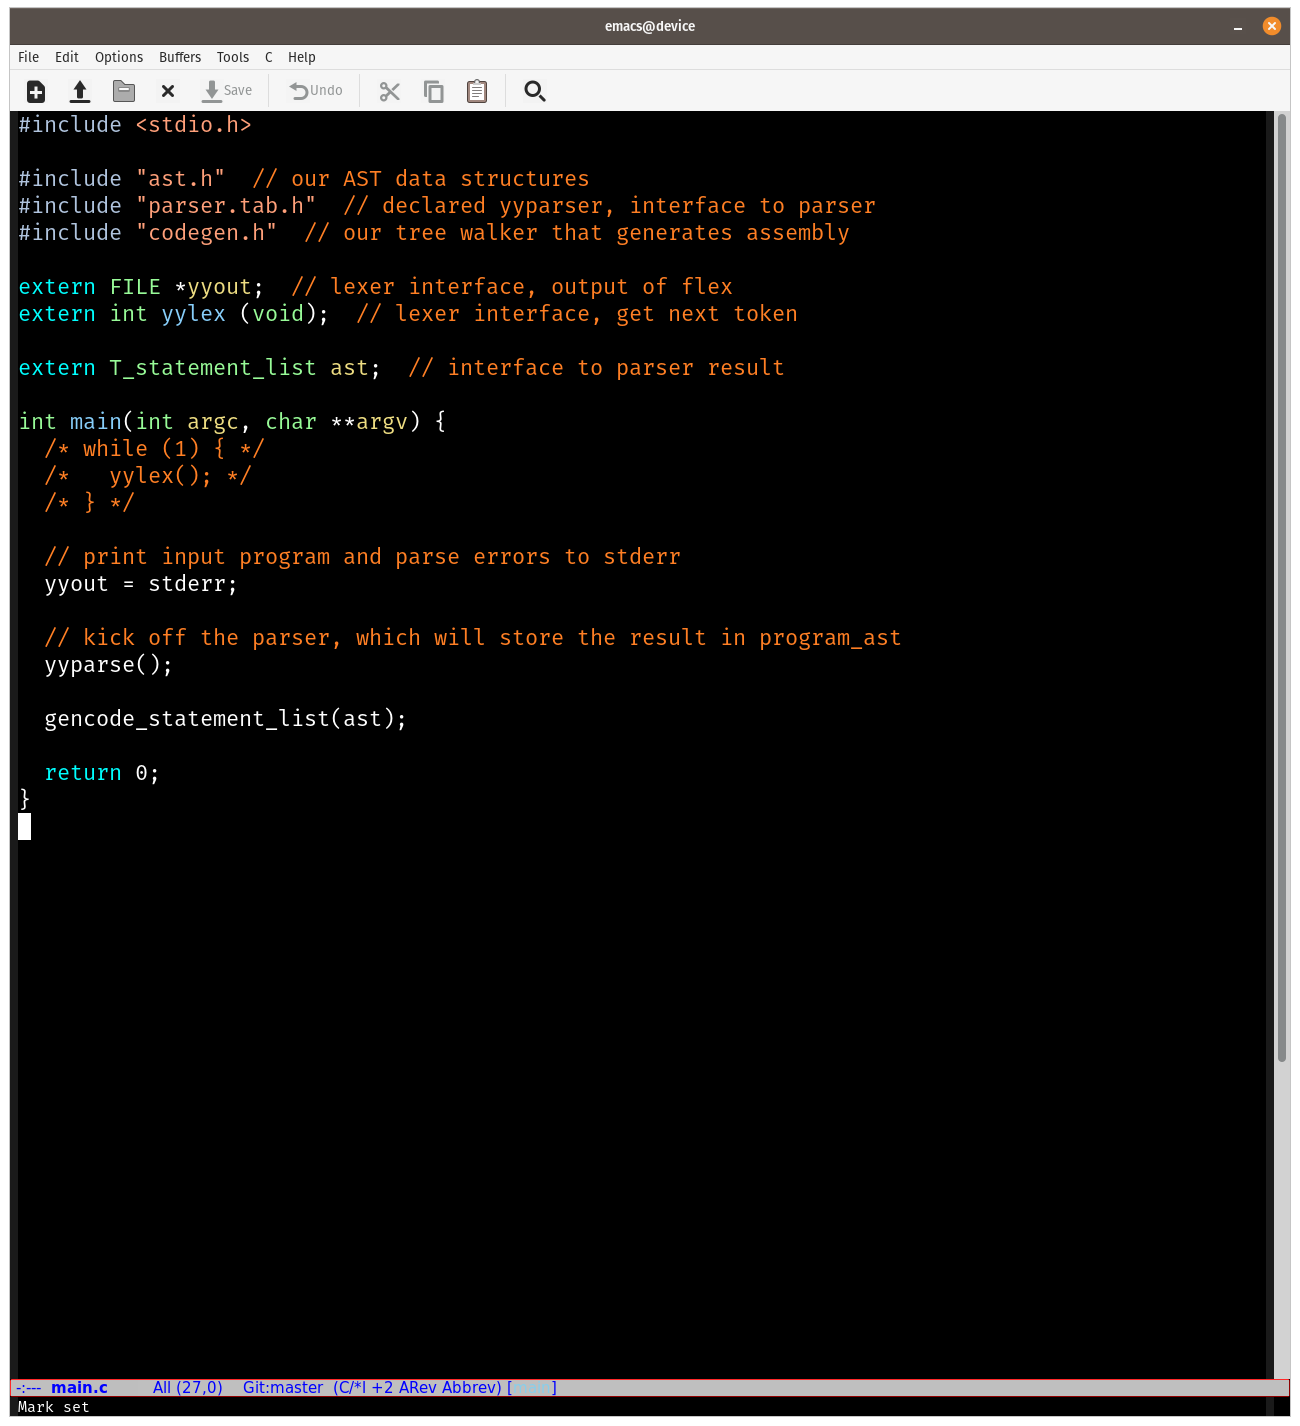 emacs@device
File Edit Options Buffers Tools C Help
Save Undo
#include <stdio.h>
#include "ast.h"  // our AST data structures
#include "parser.tab.h"  // declared yyparser, interface to parser
#include "codegen.h"  // our tree walker that generates assembly
extern FILE *yyout;  // lexer interface, output of flex
extern int yylex (void);  // lexer interface, get next token
extern T_statement_list ast;  // interface to parser result
int main(int argc, char **argv) {
  /* while (1) { */
  /*   yylex(); */
  /* } */
  // print input program and parse errors to stderr
  yyout = stderr;
  // kick off the parser, which will store the result in program_ast
  yyparse();
  gencode_statement_list(ast);
  return 0;
}
-:--- main.c All (27,0) Git:master (C/*l +2 ARev Abbrev) [ ]
Mark set